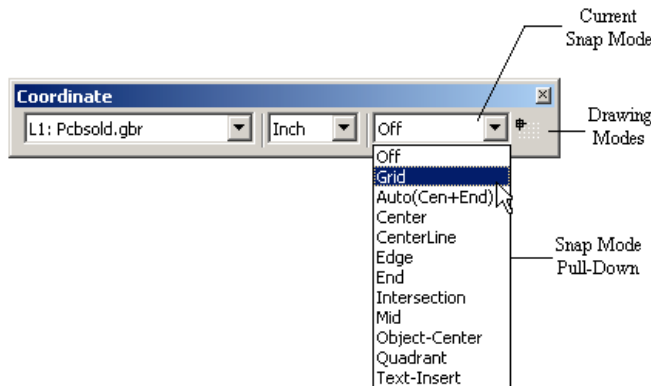 Current
Snap Mode
Coordinate
L1: Pcbsold.gbr
Inch
Off
Drawing
Modes
Off
Grid
Auto(Cen+End)
Center
CenterLine
Edge
End
Intersection
Mid
Object-Center
Quadrant
Text-Insert
Snap Mode
Pull-Down